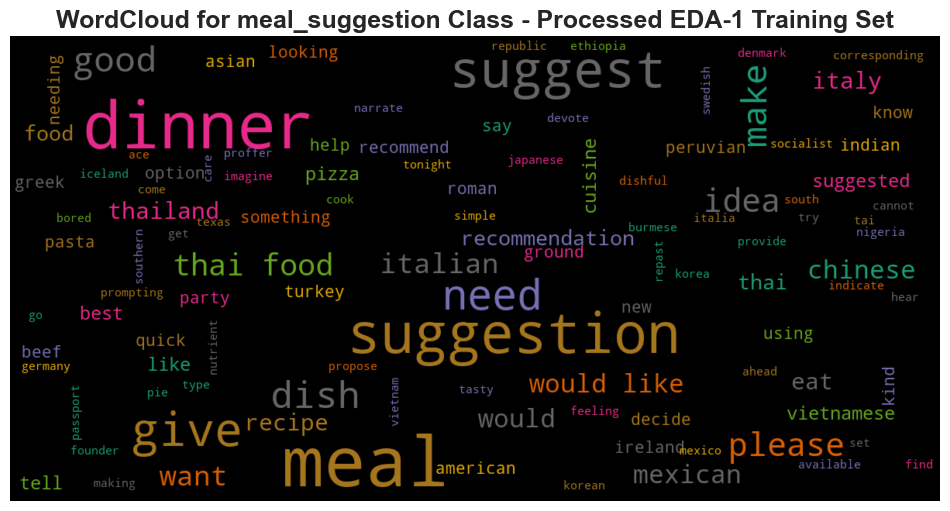 WordCloud for meal_suggestion Class - Processed EDA-1 Training Set
good
looking
asian
suggest
republic
ethiopia
denmark
corresponding
needing
dinner
narrate
devote
swedish
make
italy
know
food
say
help
recommend
cuisine
peruvian
socialist
indian
ace
care
proffer
tonight
japanese
greek
iceland
option
imagine
pizza
roman
dishful
suggested
come
cook
idea
south
cannot
bored
thailand
texas
something
simple
italia
try
tai
pasta
southern
get
recommendation
burmese
provide
nigeria
thai food
italian
ground
repast
korea
thai
chinese
prompting
party
turkey
need
indicate
hear
go
best
new
quick
nutrient
suggestion
using
beef
germany
like
propose
ahead
passport
pie
type
dish
vietnam
tasty
would like
eat
kind
give
recipe
would
feeling
decide
vietnamese
founder
meal
ireland
mexico
please
set
tell
making
want
american
korean
mexican
available
find